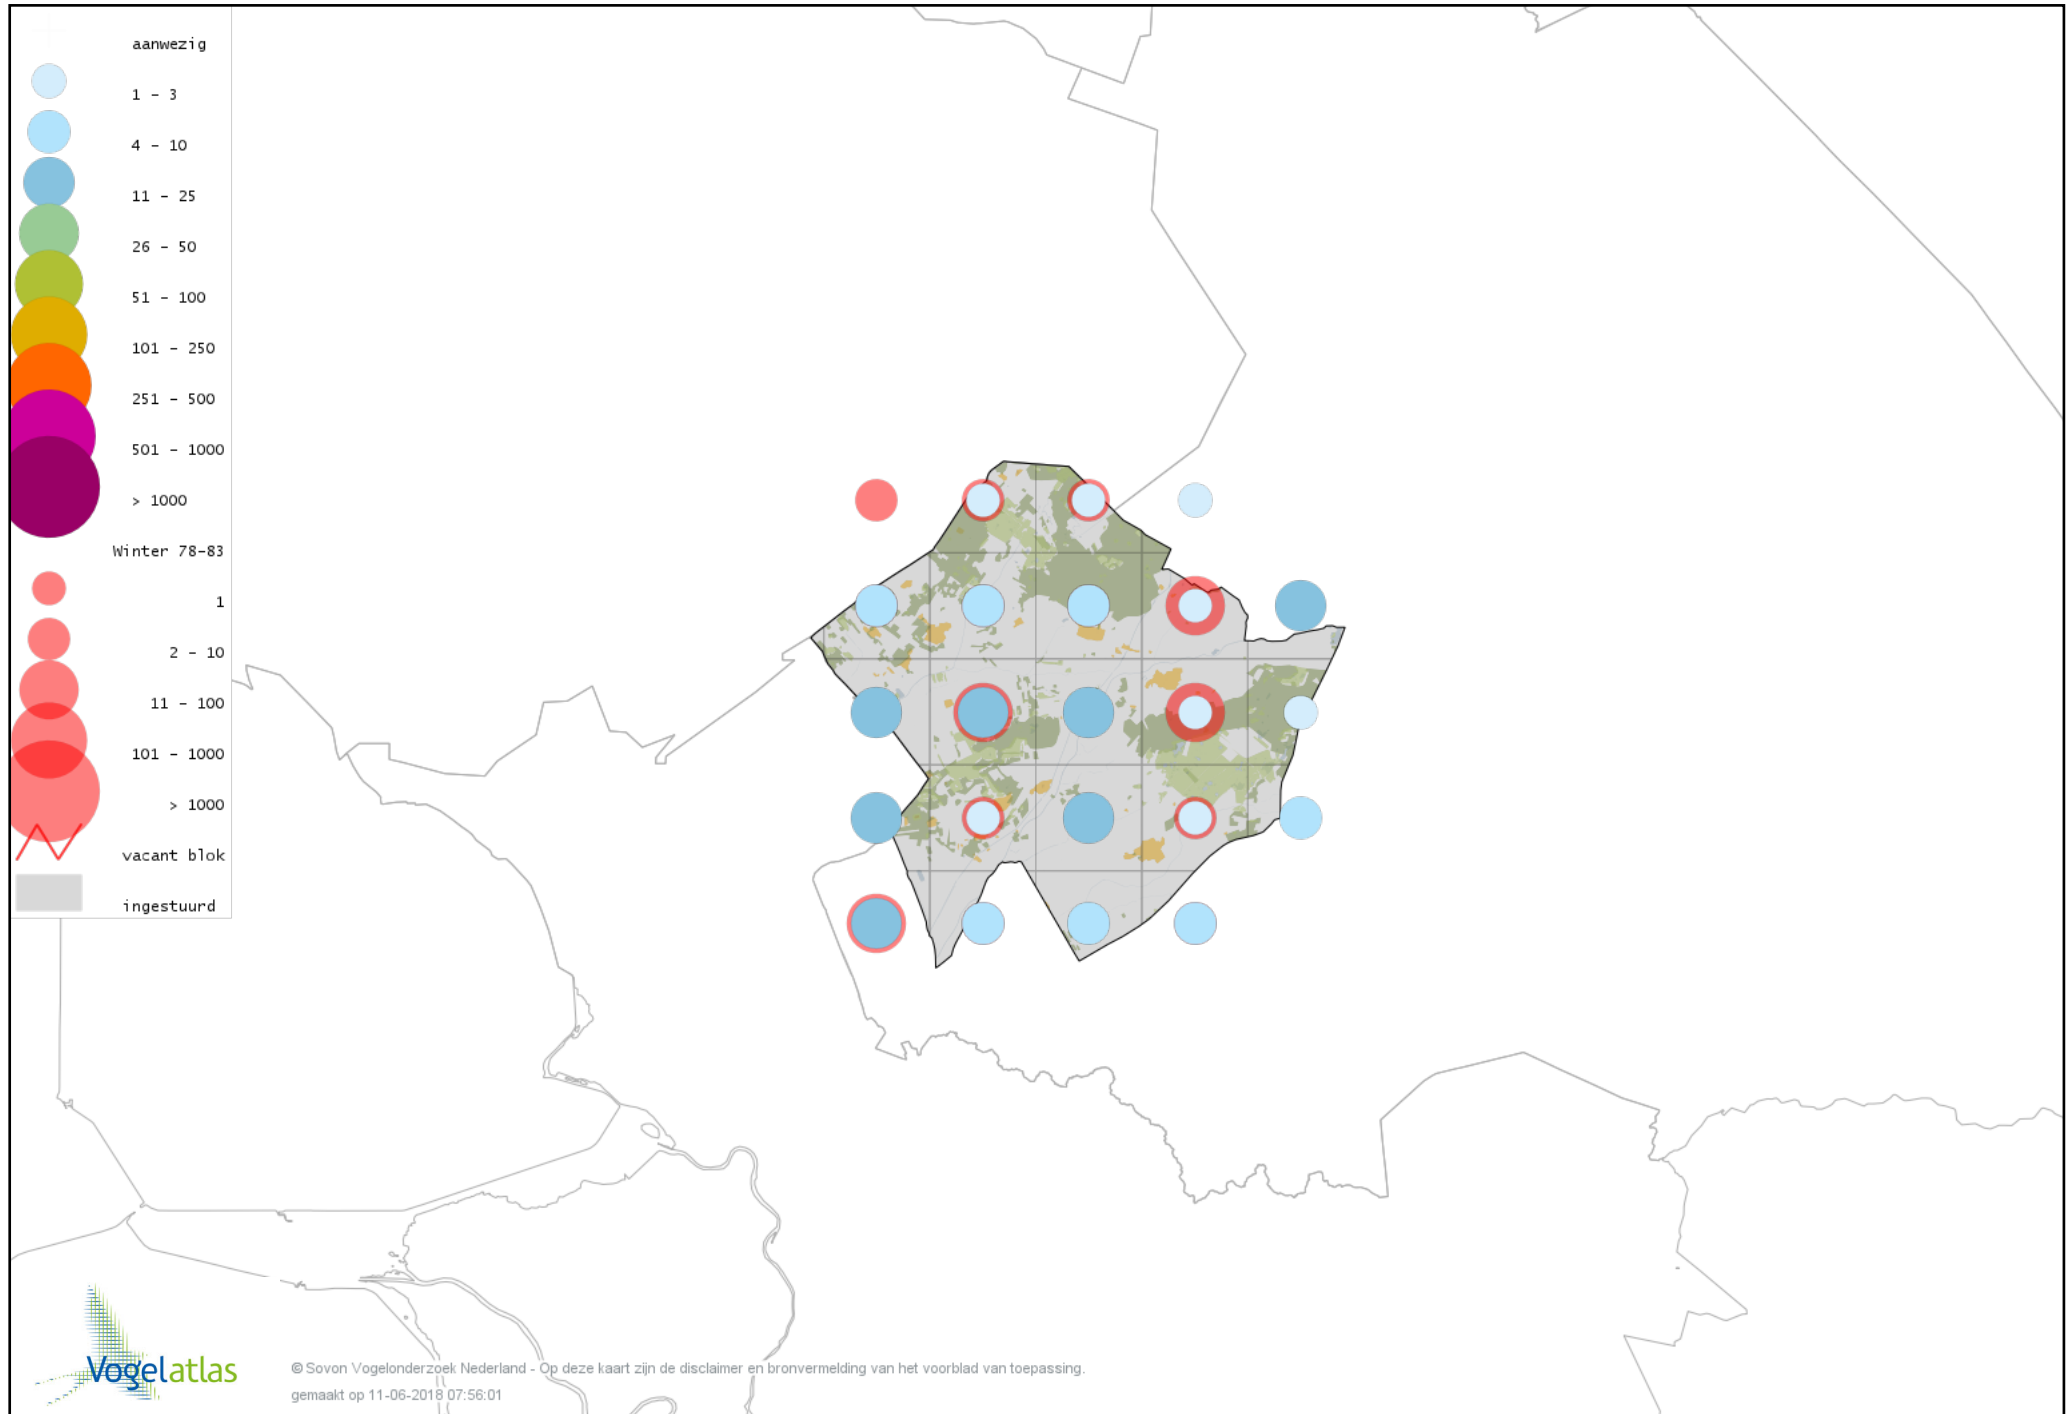 aanwezig
1 - 3
4 - 10
11 - 25
26 - 50
51 - 100
101 - 250
251 - 500
501 - 1000
> 1000
Winter 78-83
1
2 - 10
11 - 100
101 - 1000
> 1000
vacant blok
ingestuurd
Vogelatlas
© Sovon Vogelonderzoek Nederland - Op deze kaart zijn de disclaimer en bronvermelding van het voorblad van toepassing.
gemaakt op 11-06-2018 07:56:01